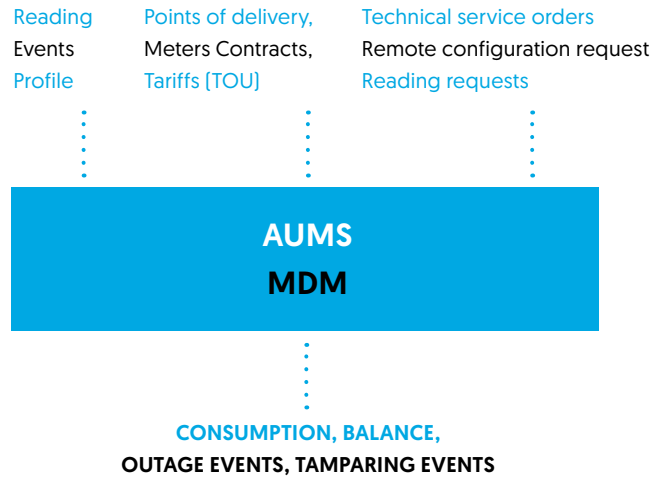 Reading
Events
Profile
Points of delivery,
Meters Contracts,
Tariffs (TOU)
Technical service orders
Remote configuration request
Reading requests
AUMS
MDM
CONSUMPTION, BALANCE,
OUTAGE EVENTS, TAMPARING EVENTS